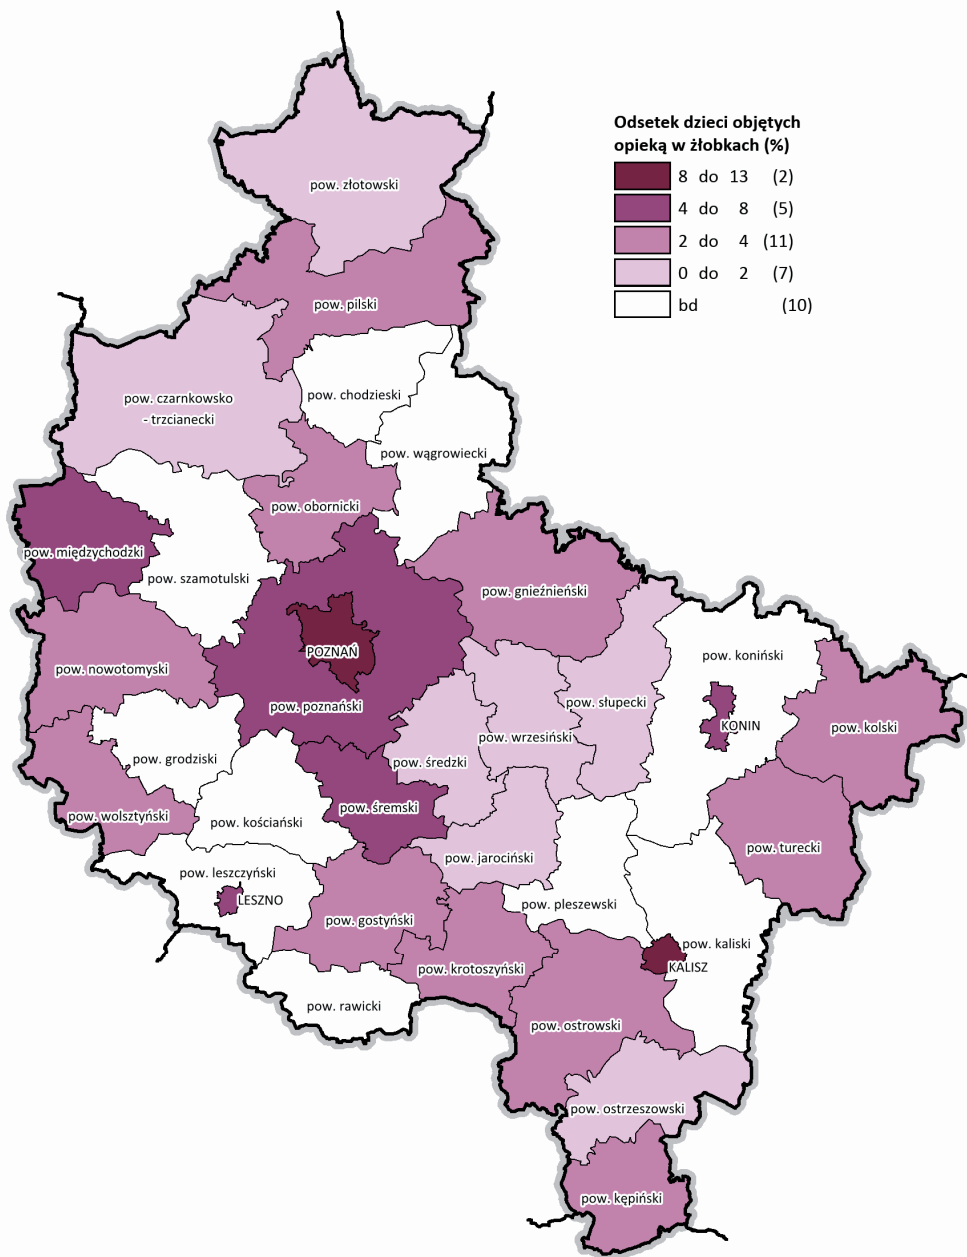 Odsetek dzieci objętych
opieką w żłobkach (%)
8 do 13 (2)
4 do 8 (5)
2 do 4 (11)
0 do 2 (7)
bd (10)
pow. złotowski
pow. pilski
pow. czarnkowsko
- trzcianecki
pow. chodzieski
pow. wągrowiecki
pow. obornicki
pow. międzychodzki
pow. szamotulski
pow. gnieźnieński
POZNAŃ
pow. koniński
pow. nowotomyski
pow. słupecki
pow. poznański
KONIN
pow. kolski
pow. wrzesiński
pow. grodziski
pow. średzki
pow. śremski
pow. wolsztyński
pow. kościański
pow. turecki
pow. jarociński
pow. leszczyński
LESZNO
pow. pleszewski
pow. gostyński
pow. kaliski
KALISZ
pow. krotoszyński
pow. rawicki
pow. ostrowski
pow. ostrzeszowski
pow. kępiński